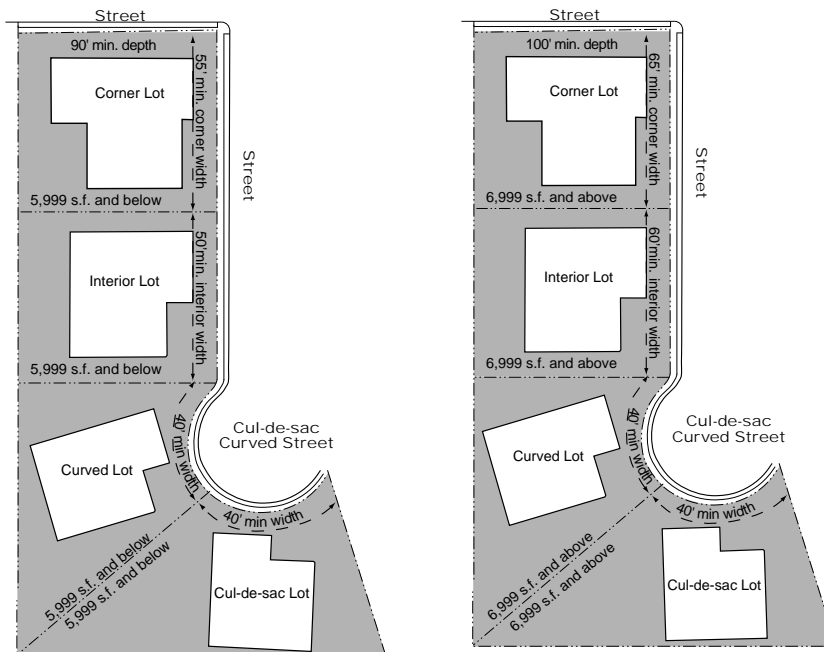 Street
90' min. depth
Corner Lot
55' min. corner width
Street
5,999 s.f. and below
Interior Lot
50'min. interior width
5,999 s.f. and below
Cul-de-sac
Curved Street
40' min width
Curved Lot
40' min width
5,999 s.f. and below
5,999 s.f. and below
Cul-de-sac Lot
Street
100' min. depth
Corner Lot
65' min. corner width
Street
6,999 s.f. and above
Interior Lot
60'min. interior width
6,999 s.f. and above
Cul-de-sac
Curved Street
40' min width
Curved Lot
40' min width
6,999 s.f. and above
6,999 s.f. and above
Cul-de-sac Lot